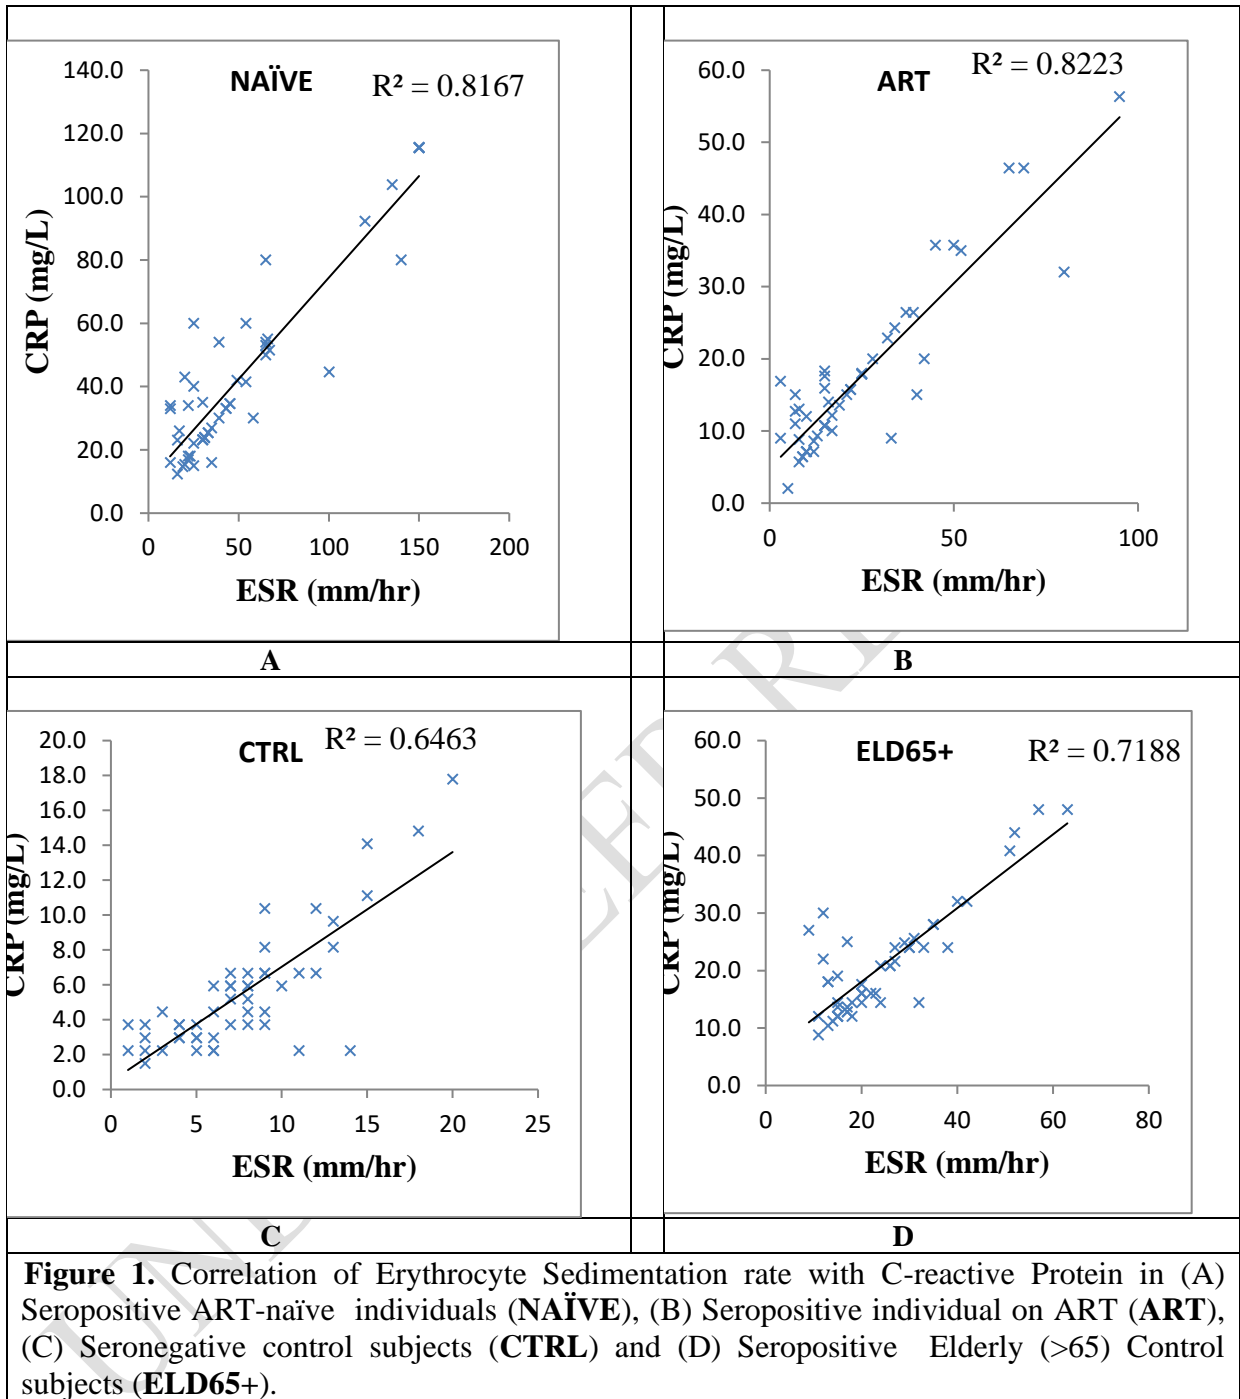 NAÏVE
R² = 0.8167
140.0
120.0
100.0
80.0
60.0
40.0
20.0
0.0
CRP (mg/L)
0 50 100 150 200
ESR (mm/hr)
A
ART
R² = 0.8223
60.0
50.0
40.0
30.0
20.0
10.0
0.0
CRP (mg/L)
0 50 100
ESR (mm/hr)
B
CTRL
R² = 0.6463
20.0
18.0
16.0
14.0
12.0
10.0
8.0
6.0
4.0
2.0
0.0
CRP (mg/L)
0 5 10 15 20 25
ESR (mm/hr)
C
ELD65+
R² = 0.7188
60.0
50.0
40.0
30.0
20.0
10.0
0.0
CRP (mg/L)
0 20 40 60 80
ESR (mm/hr)
D
Figure 1. Correlation of Erythrocyte Sedimentation rate with C-reactive Protein in (A)
Seropositive ART-naïve individuals (NAÏVE), (B) Seropositive individual on ART (ART),
(C) Seronegative control subjects (CTRL) and (D) Seropositive Elderly (>65) Control
subjects (ELD65+).